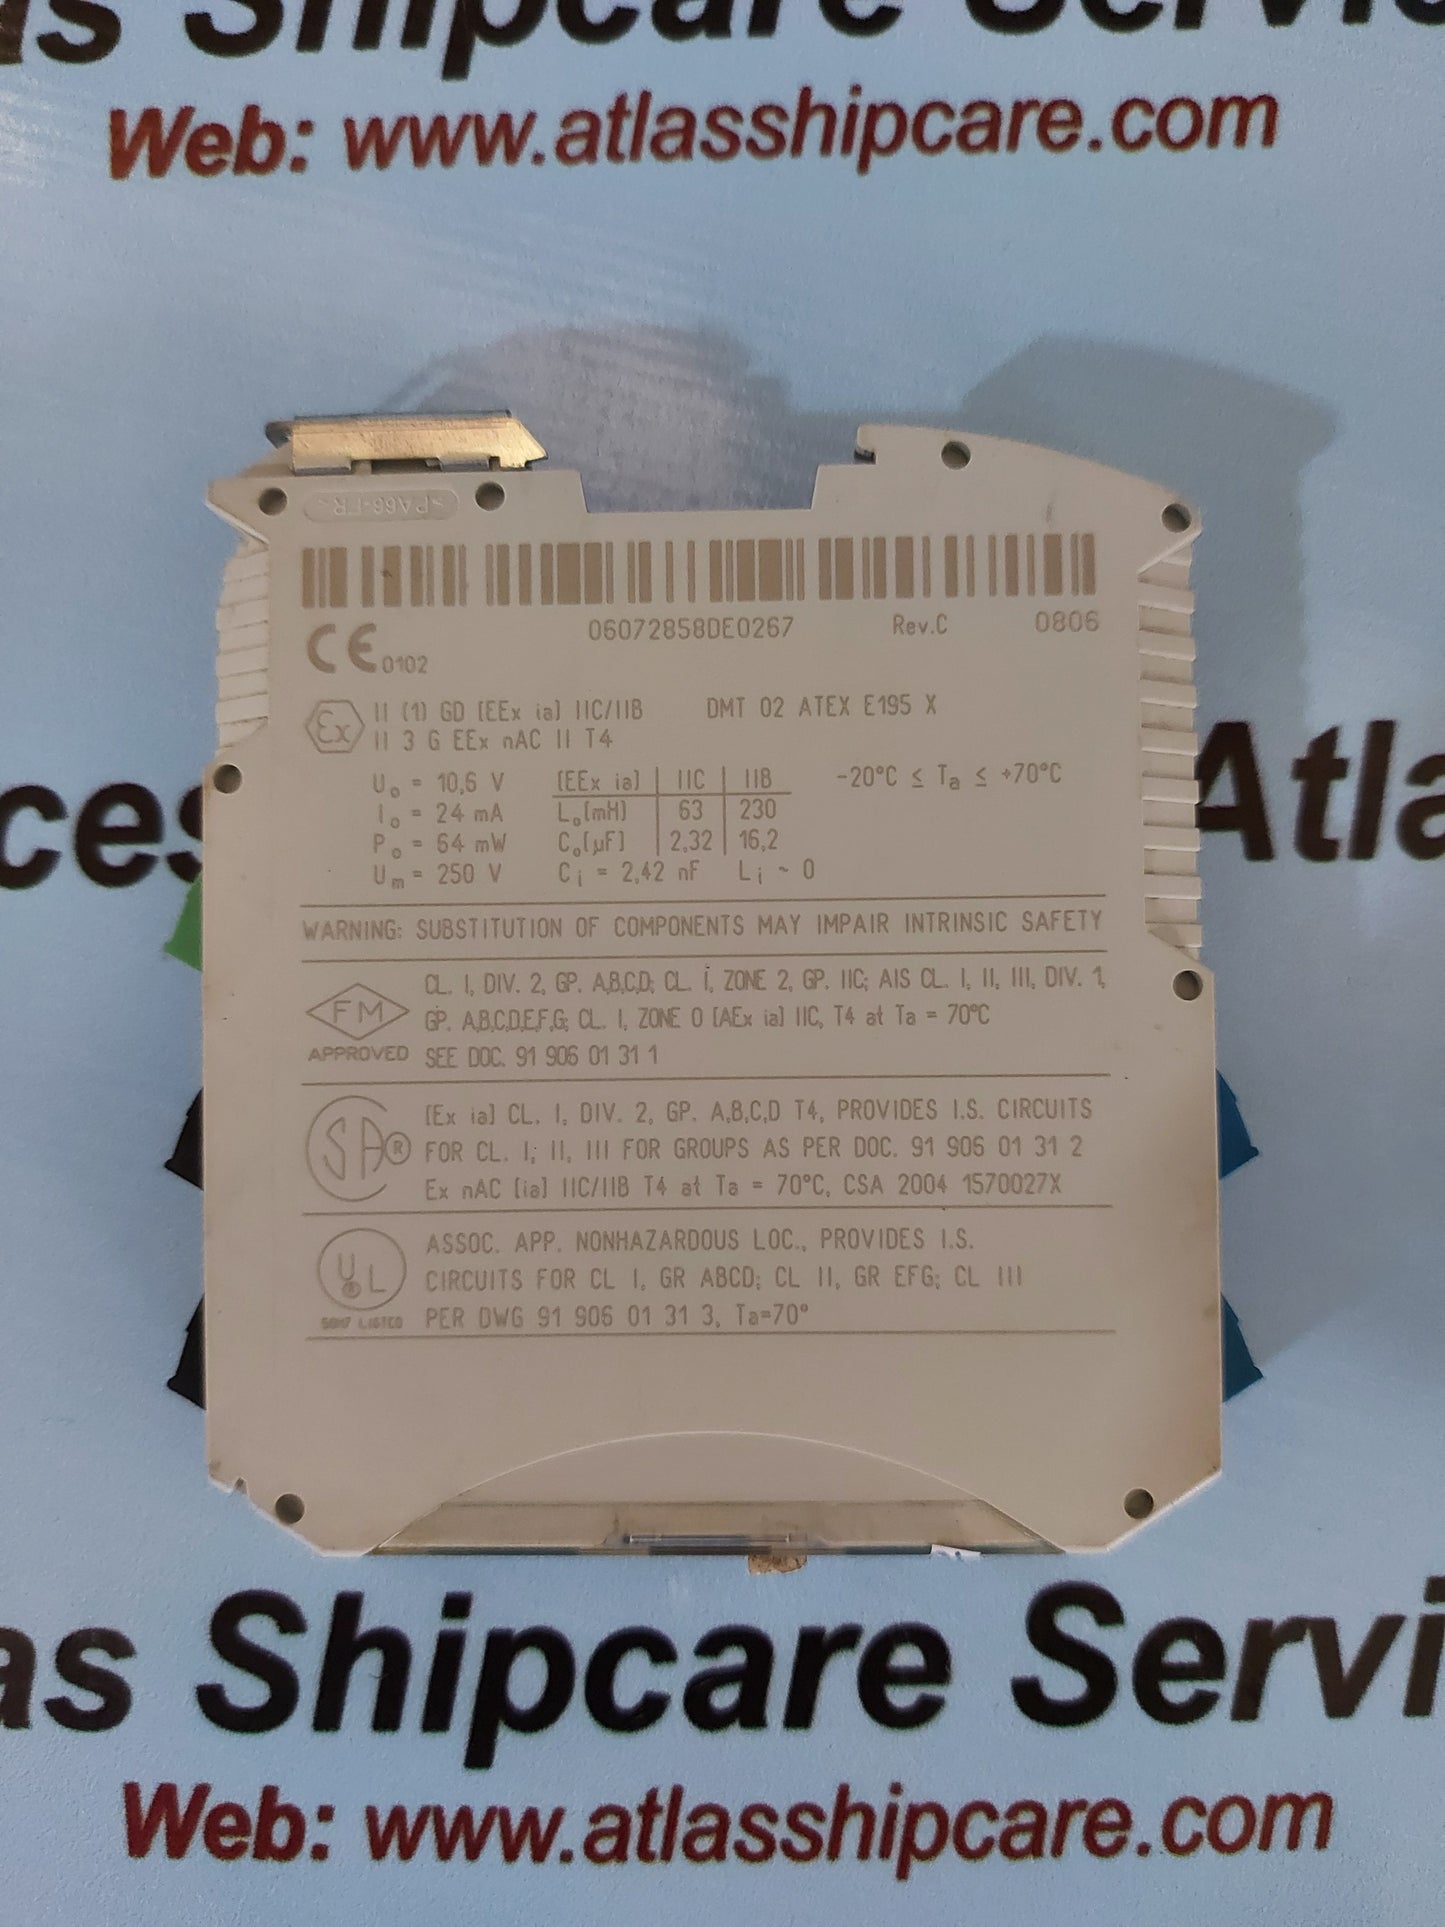 as Shipcare Servi
Web: www.atlasshipcare.com
<PA66-FR<
06072858DE0267 Rev.C 0806
CE 0102
Ex II (1) GD [EEx ia] IIC/IIB DMT 02 ATEX E195 X
II 3 G EEx nAC II T4
Uo = 10,6 V [EEx ia] IIC IIB -20°C ≤ Ta ≤ +70°C
Io = 24 mA Lo[mH] 63 230
Po = 64 mW Co[µF] 2,32 16,2
Um = 250 V Ci = 2,42 nF Li ~ 0
ces Atla
WARNING: SUBSTITUTION OF COMPONENTS MAY IMPAIR INTRINSIC SAFETY
CL. I, DIV. 2, GP. A,B,C,D; CL. I, ZONE 2, GP. IIC; AIS CL. I, II, III, DIV. 1,
FM GP. A,B,C,D,E,F,G; CL. I, ZONE 0 [AEx ia] IIC, T4 at Ta = 70°C
APPROVED SEE DOC. 91 906 01 31 1
[Ex ia] CL. I, DIV. 2, GP. A,B,C,D T4, PROVIDES I.S. CIRCUITS
SA® FOR CL. I; II, III FOR GROUPS AS PER DOC. 91 906 01 31 2
Ex nAC [ia] IIC/IIB T4 at Ta = 70°C, CSA 2004 1570027X
ASSOC. APP. NONHAZARDOUS LOC., PROVIDES I.S.
UL® CIRCUITS FOR CL I, GR ABCD; CL II, GR EFG; CL III
LISTED PER DWG 91 906 01 31 3, Ta=70°
as Shipcare Servi
Web: www.atlasshipcare.com